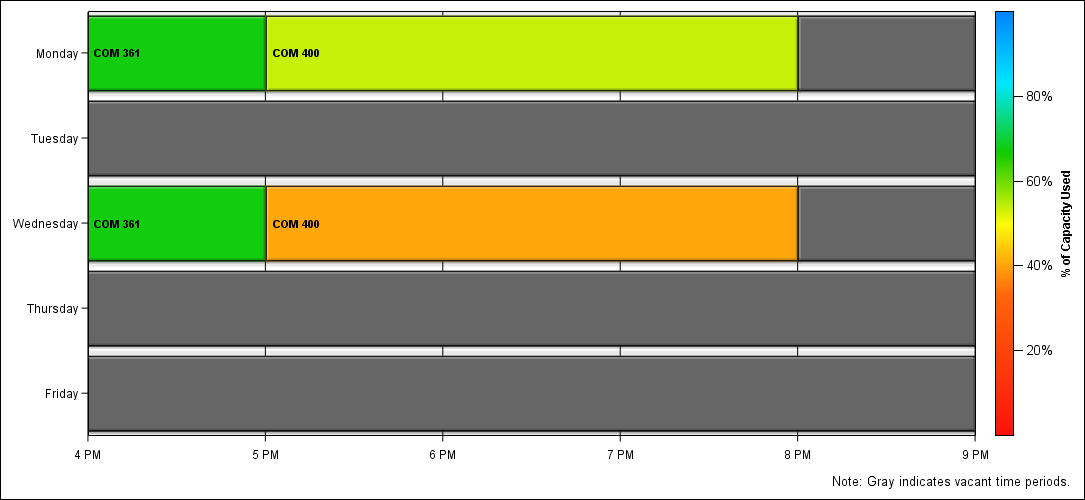 Monday
COM 361
COM 400
80%
Tuesday
60%
% of Capacity Used
Wednesday
COM 361
COM 400
40%
Thursday
20%
Friday
4 PM
5 PM
6 PM
7 PM
8 PM
9 PM
Note: Gray indicates vacant time periods.